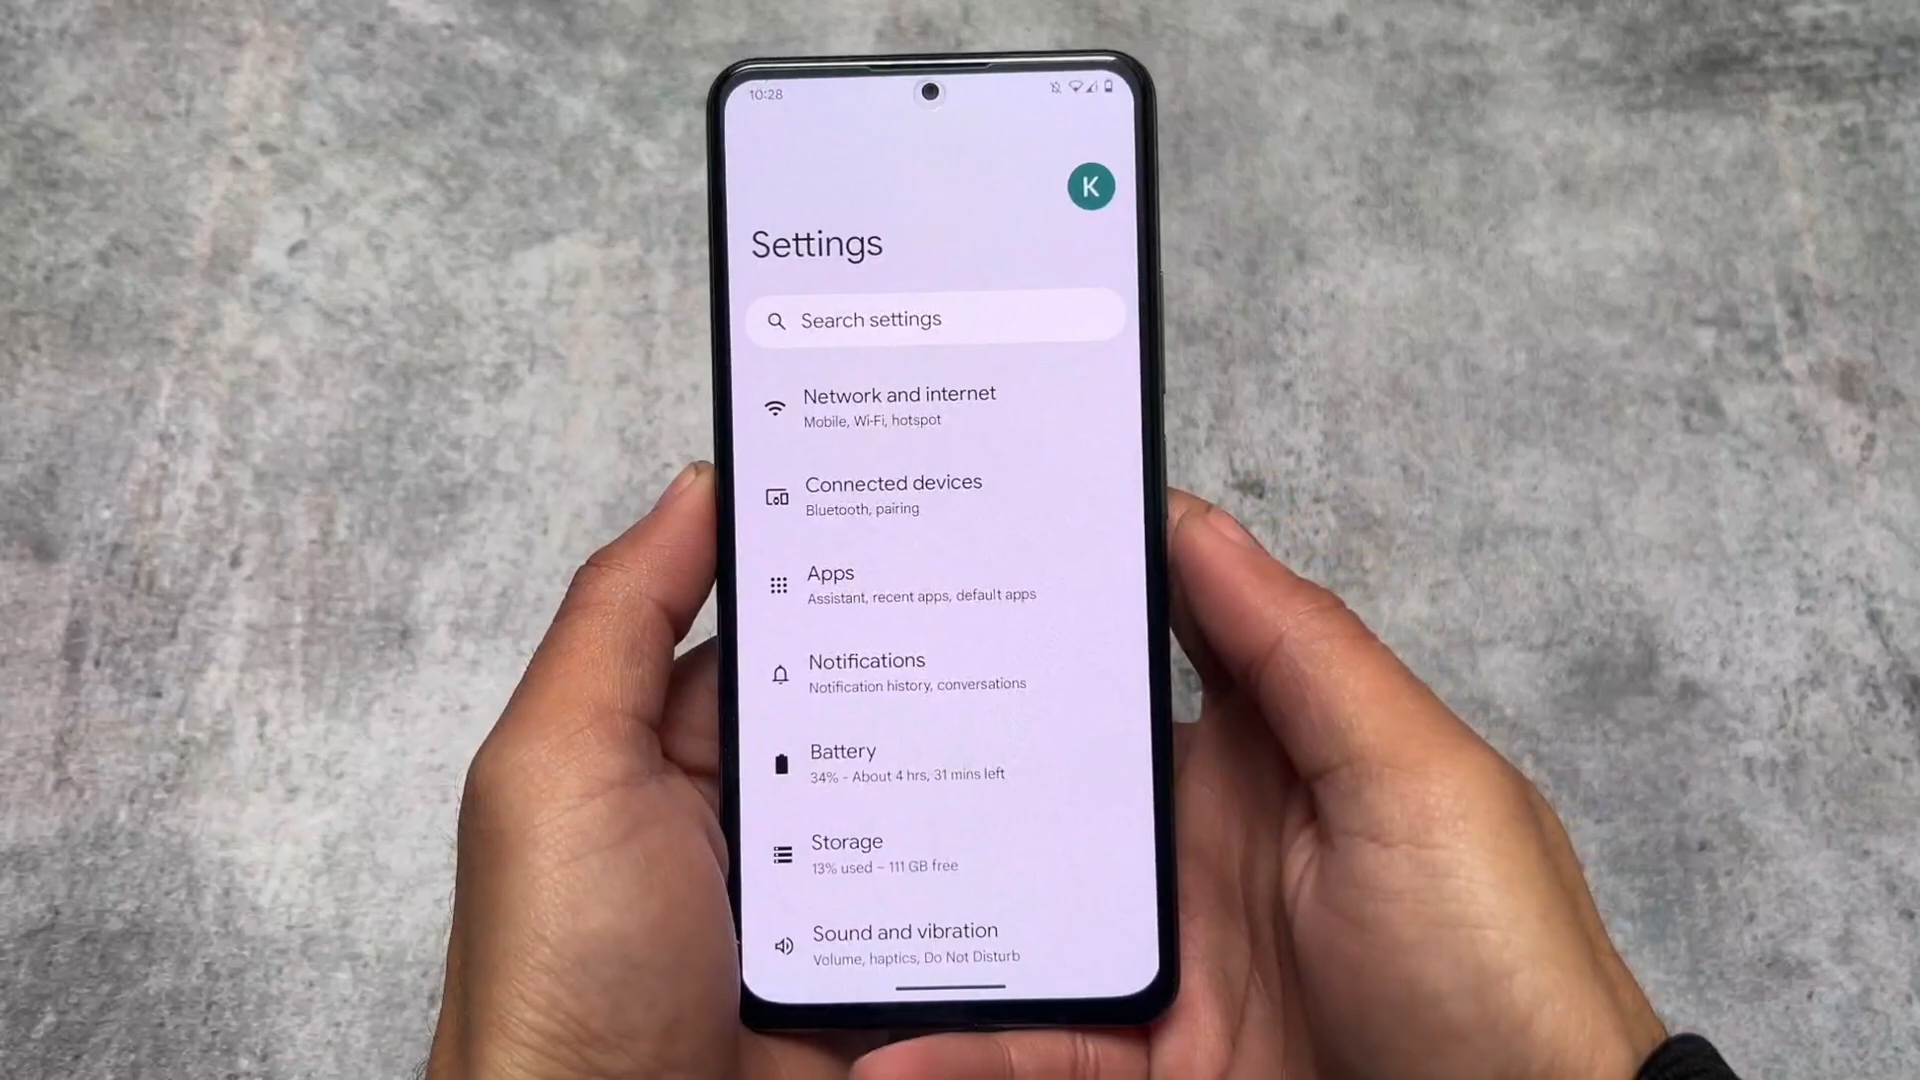 10:28
K
Settings
Search settings
Network and internet
Mobile, Wi-Fi, hotspot
Connected devices
Bluetooth, pairing
Apps
Assistant, recent apps, default apps
Notifications
Notification history, conversations
Battery
34% - About 4 hrs, 31 mins left
Storage
13% used – 111 GB free
Sound and vibration
Volume, haptics, Do Not Disturb